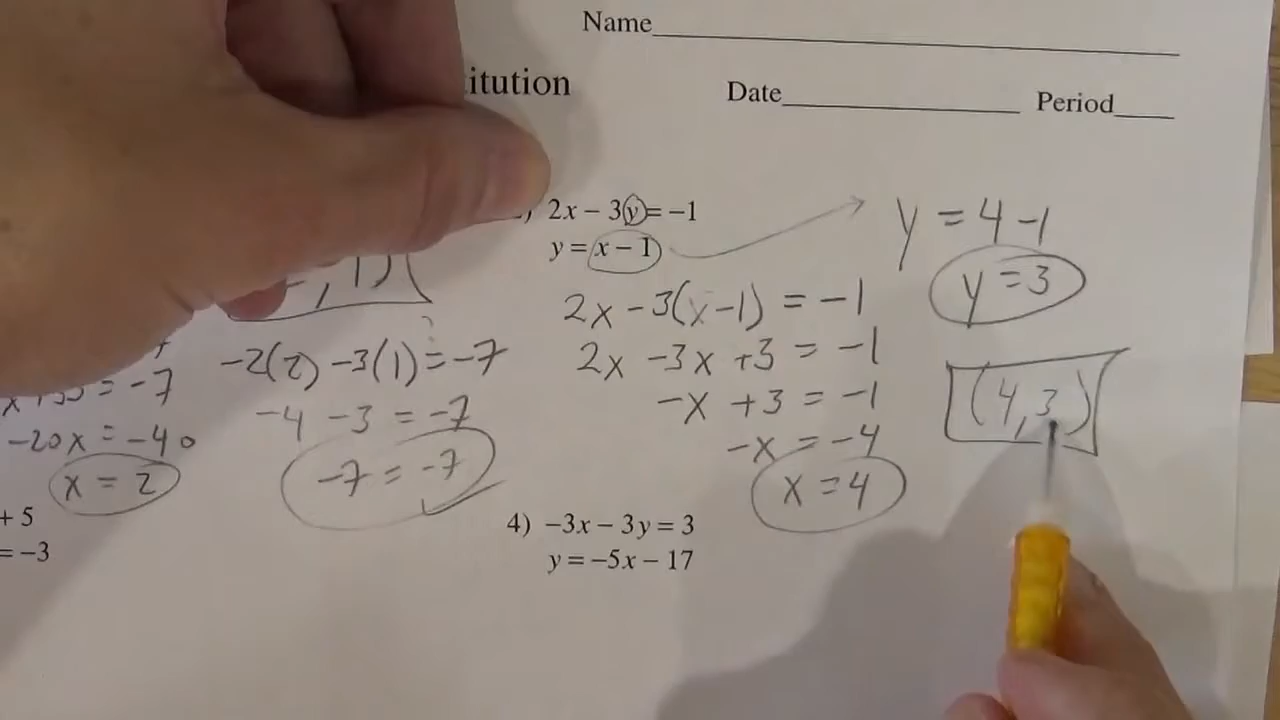 Name
itution
Date Period
2x − 3y = −1
y = x − 1
y = 4 - 1
y = 3
2x - 3(x - 1) = -1
2x - 3x + 3 = -1
-x + 3 = -1
-x = -4
x = 4
(4, 3)
, 1)
-2(2) - 3(1) = -7
-4 - 3 = -7
-7 = -7
= -7
-20x = -40
x = 2
+ 5
= −3
4) −3x − 3y = 3
y = −5x − 17